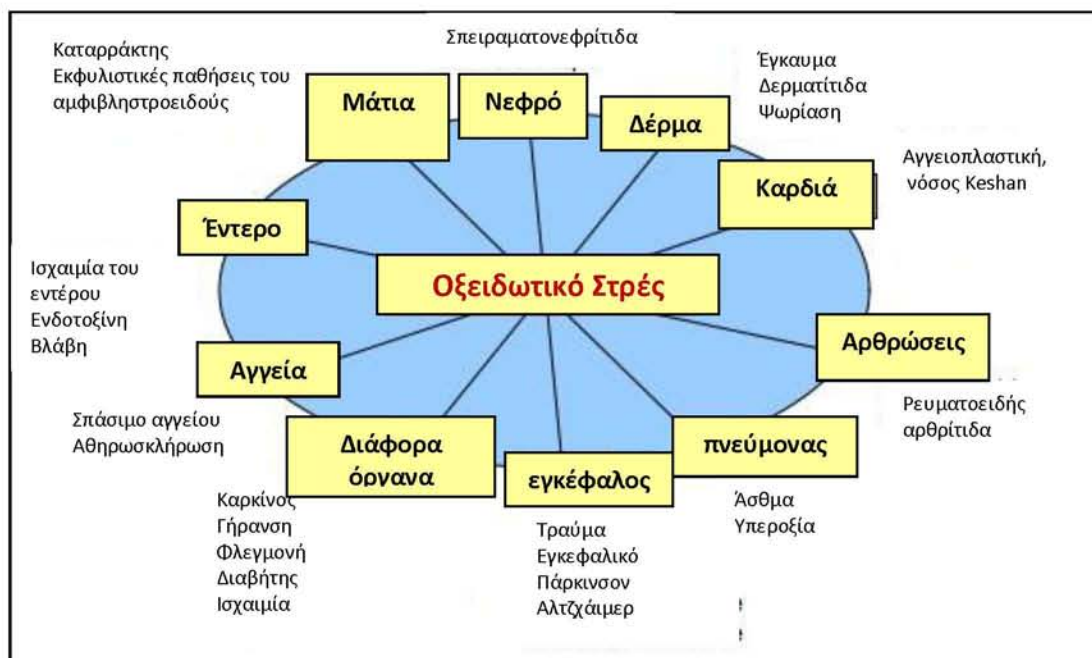 Σπειραματονεφρίτιδα
Καταρράκτης
Εκφυλιστικές παθήσεις του
αμφιβληστροειδούς
Μάτια
Νεφρό
Δέρμα
Έγκαυμα
Δερματίτιδα
Ψωρίαση
Καρδιά
Αγγειοπλαστική,
νόσος Keshan
Έντερο
Ισχαιμία του
εντέρου
Ενδοτοξίνη
Βλάβη
Οξειδωτικό Στρές
Αρθρώσεις
Ρευματοειδής
αρθρίτιδα
Αγγεία
Σπάσιμο αγγείου
Αθηρωσκλήρωση
Διάφορα
όργανα
Καρκίνος
Γήρανση
Φλεγμονή
Διαβήτης
Ισχαιμία
εγκέφαλος
Τραύμα
Εγκεφαλικό
Πάρκινσον
Αλτζχάιμερ
πνεύμονας
Άσθμα
Υπεροξία